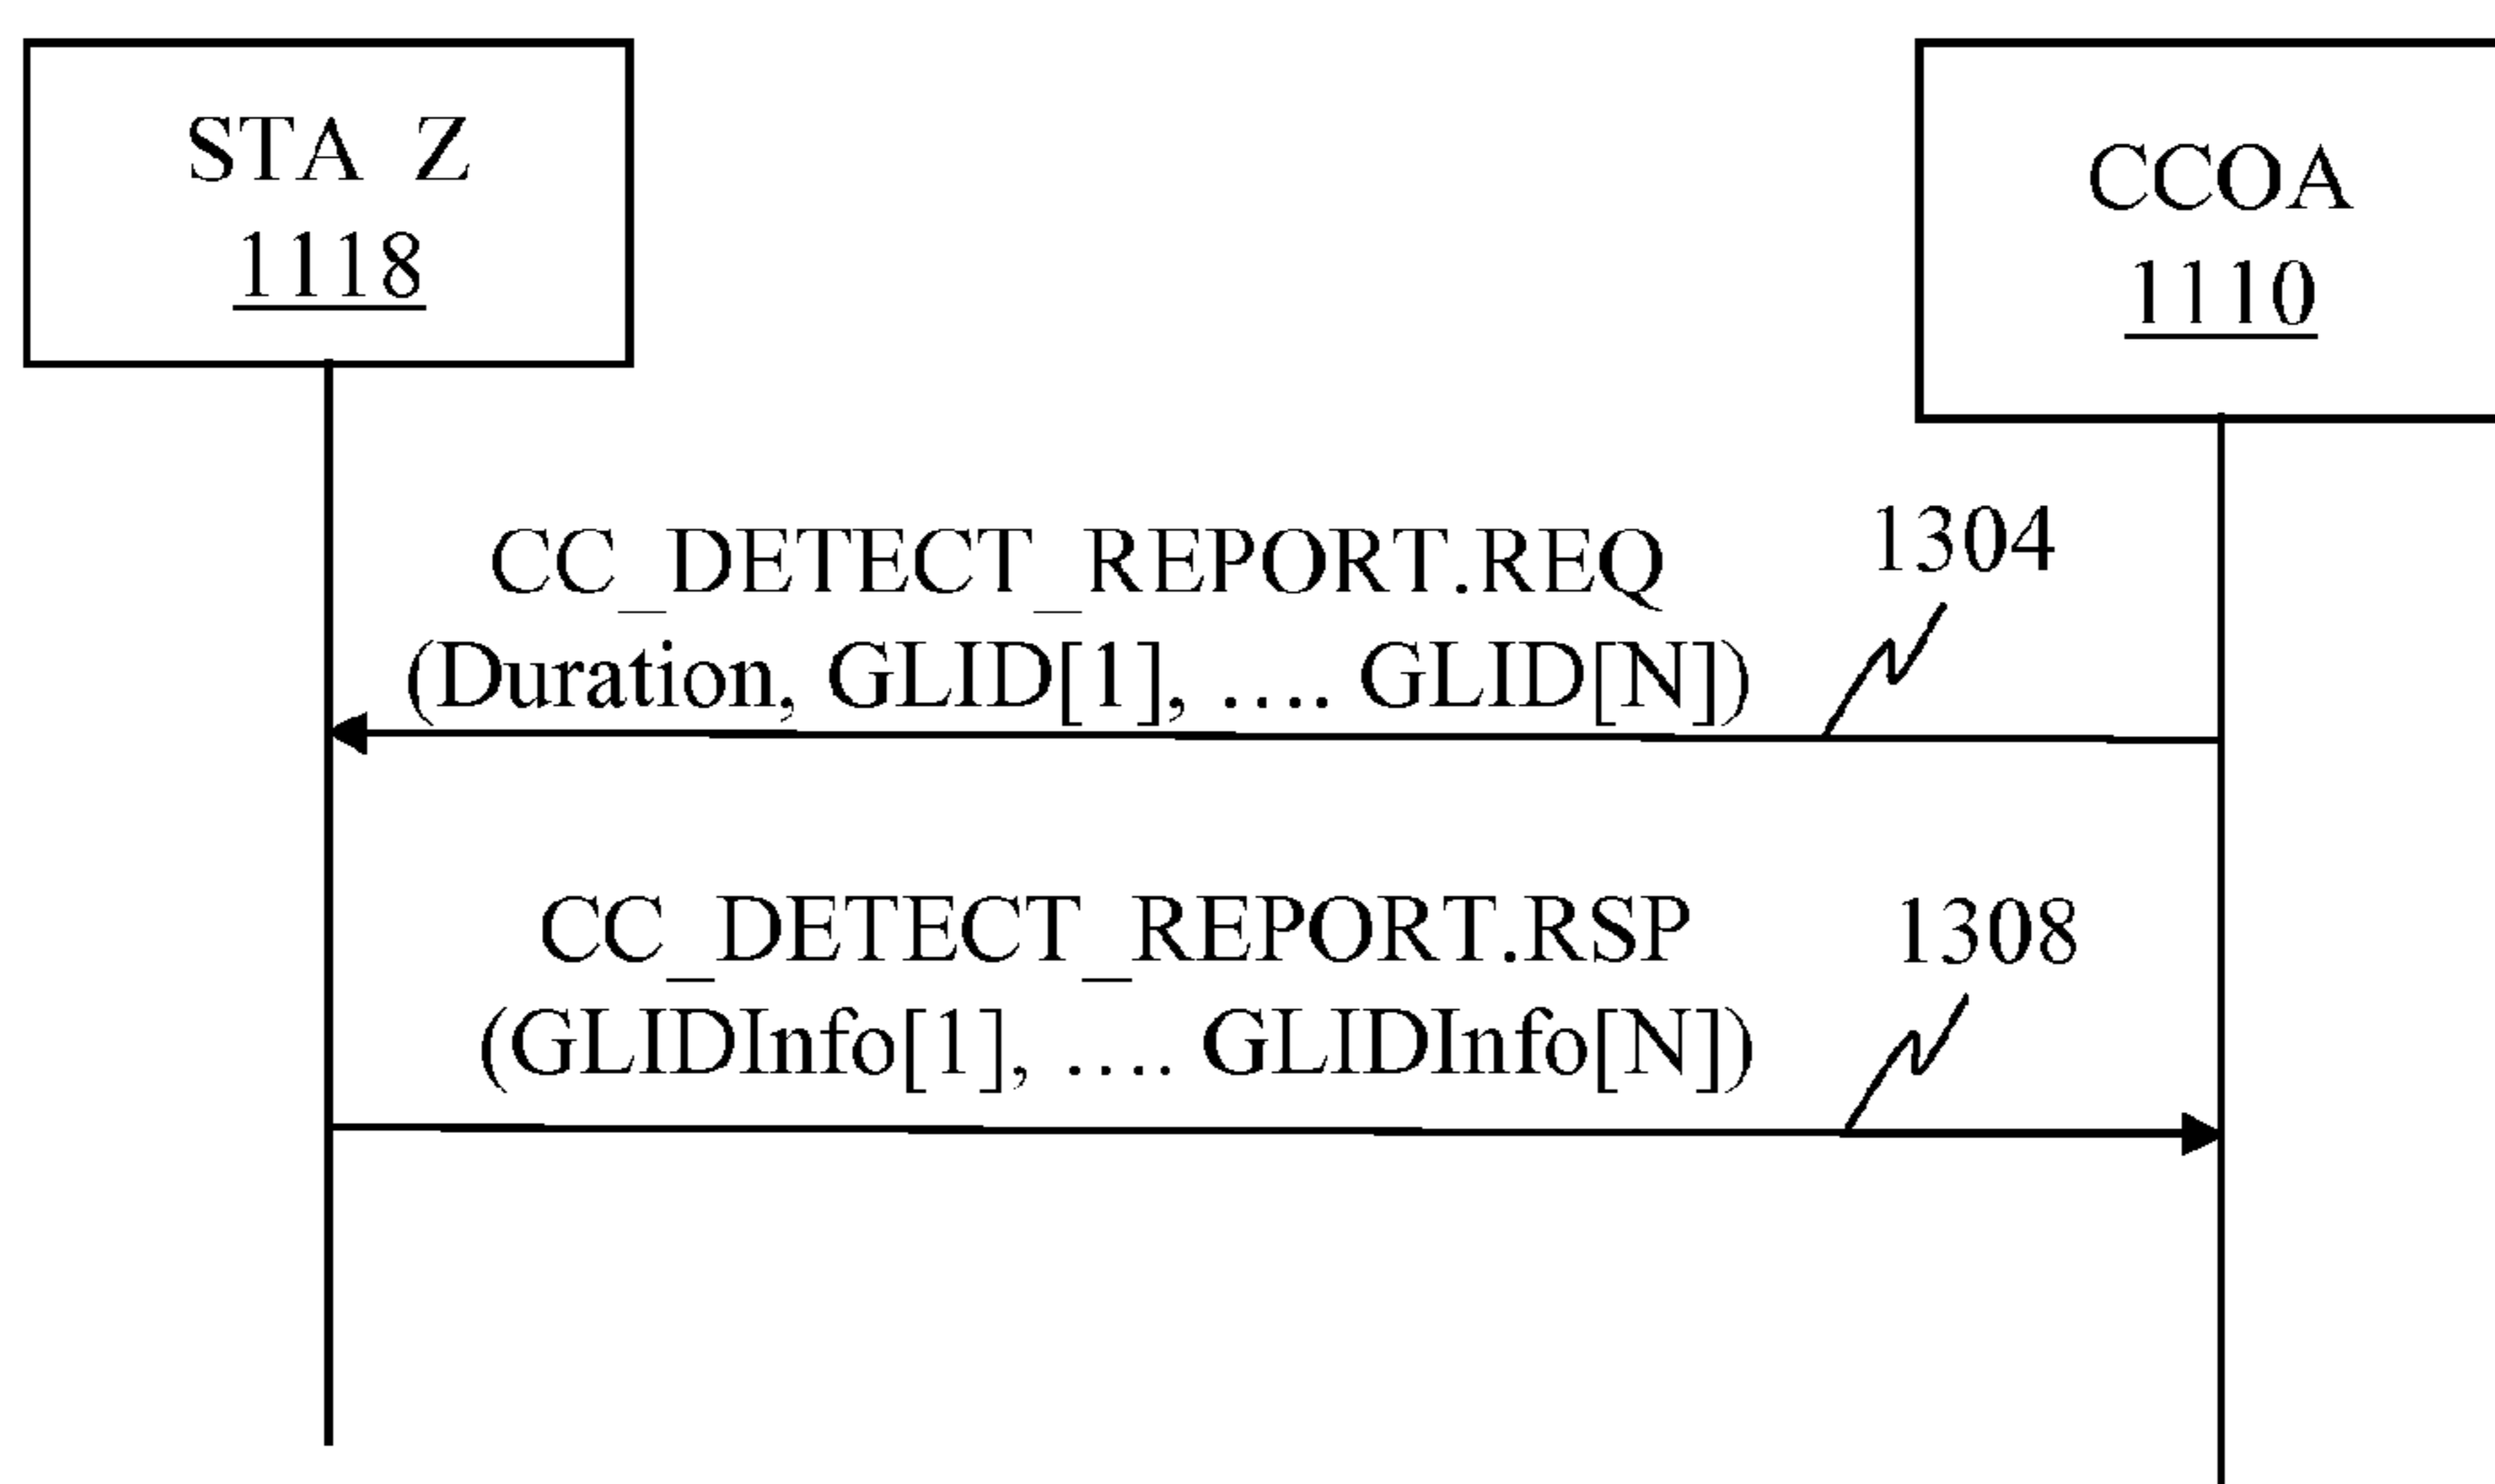 STA Z
1118
CCOA
1110
1304
CC_DETECT_REPORT.REQ
(Duration, GLID[1], .... GLID[N])
CC_DETECT_REPORT.RSP
1308
(GLIDInfo[1], .... GLIDInfo[N])